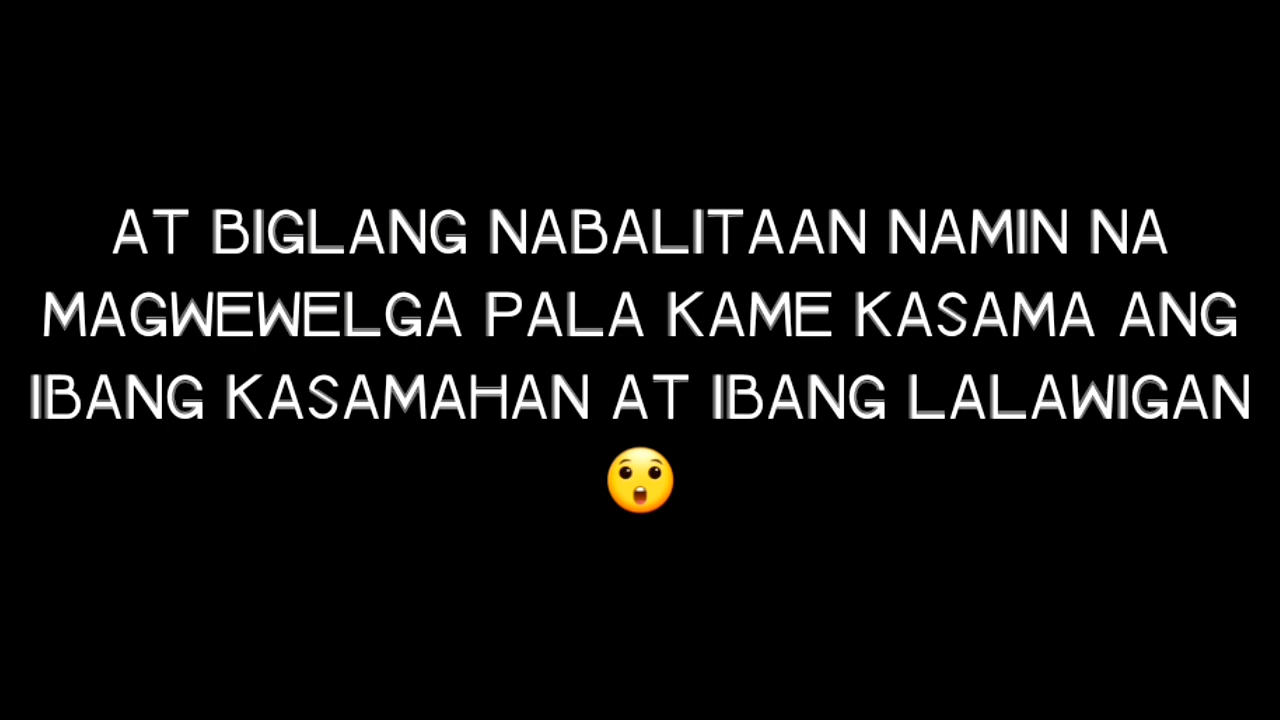 AT BIGLANG NABALITAAN NAMIN NA
MAGWEWELGA PALA KAME KASAMA ANG
IBANG KASAMAHAN AT IBANG LALAWIGAN
😲